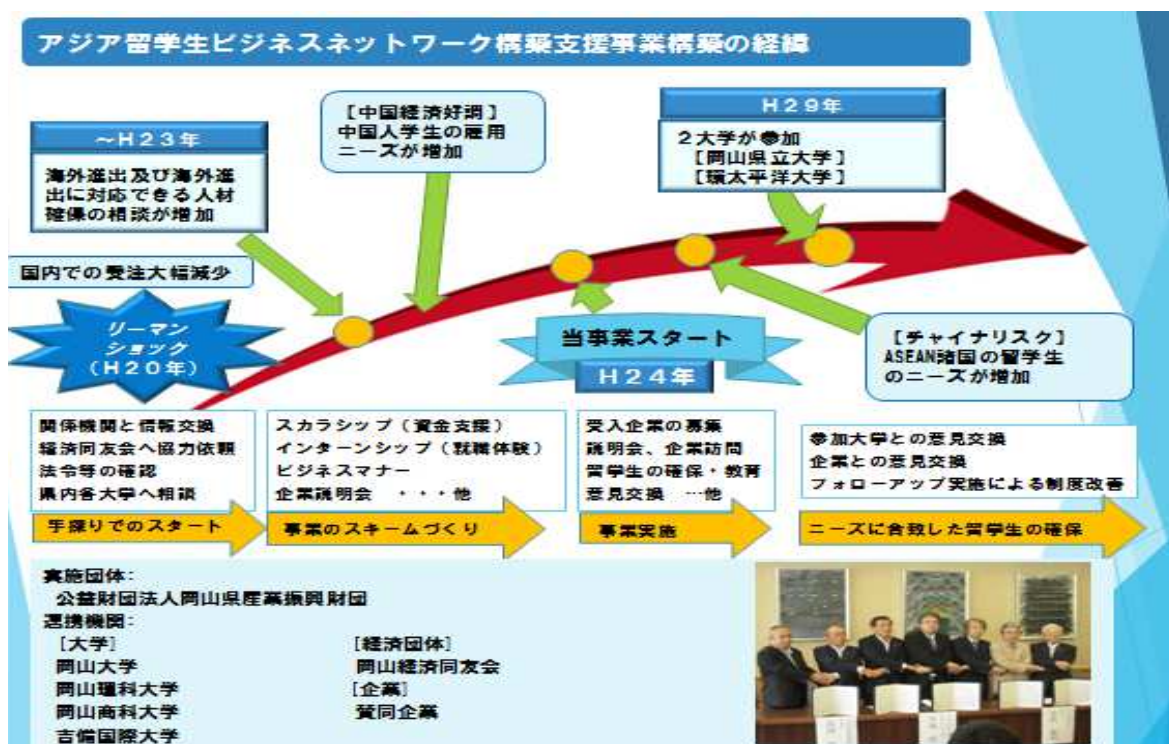 アジア留学生ビジネスネットワーク構築支援事業構築の経緯
~H23年
海外進出及び海外進
出に対応できる人材
確保の相談が増加
【中国経済好調】
中国人学生の雇用
ニーズが増加
H29年
2大学が参加
【岡山県立大学】
【環太平洋大学】
国内での受注大幅減少
リーマン
ショック
(H20年)
当事業スタート
H24年
【チャイナリスク】
ASEAN諸国の留学生
のニーズが増加
関係機関と情報交換
経済同友会へ協力依頼
法令等の確認
県内各大学へ相談
手探りでのスタート
スカラシップ(資金支援)
インターンシップ(就職体験)
ビジネスマナー
企業説明会 ・・・他
事業のスキームづくり
受入企業の募集
説明会、企業訪問
留学生の確保・教育
意見交換 …他
事業実施
参加大学との意見交換
企業との意見交換
フォローアップ実施による制度改善
ニーズに合致した留学生の確保
実施団体:
公益財団法人岡山県産業振興財団
連携機関:
[大学]
岡山大学
岡山理科大学
岡山商科大学
吉備国際大学
[経済団体]
岡山経済同友会
[企業]
賛同企業